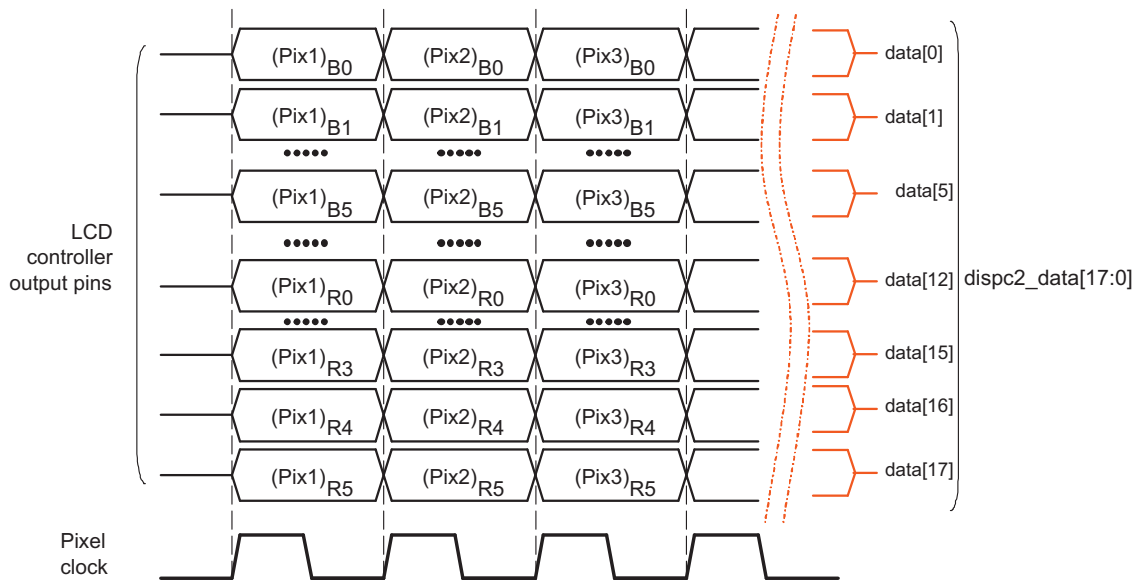 (Pix1)B0 (Pix2)B0 (Pix3)B0 data[0]
(Pix1)B1 (Pix2)B1 (Pix3)B1 data[1]
(Pix1)B5 (Pix2)B5 (Pix3)B5 data[5]
LCD
controller
output pins
(Pix1)R0 (Pix2)R0 (Pix3)R0 data[12] dispc2_data[17:0]
(Pix1)R3 (Pix2)R3 (Pix3)R3 data[15]
(Pix1)R4 (Pix2)R4 (Pix3)R4 data[16]
(Pix1)R5 (Pix2)R5 (Pix3)R5 data[17]
Pixel
clock